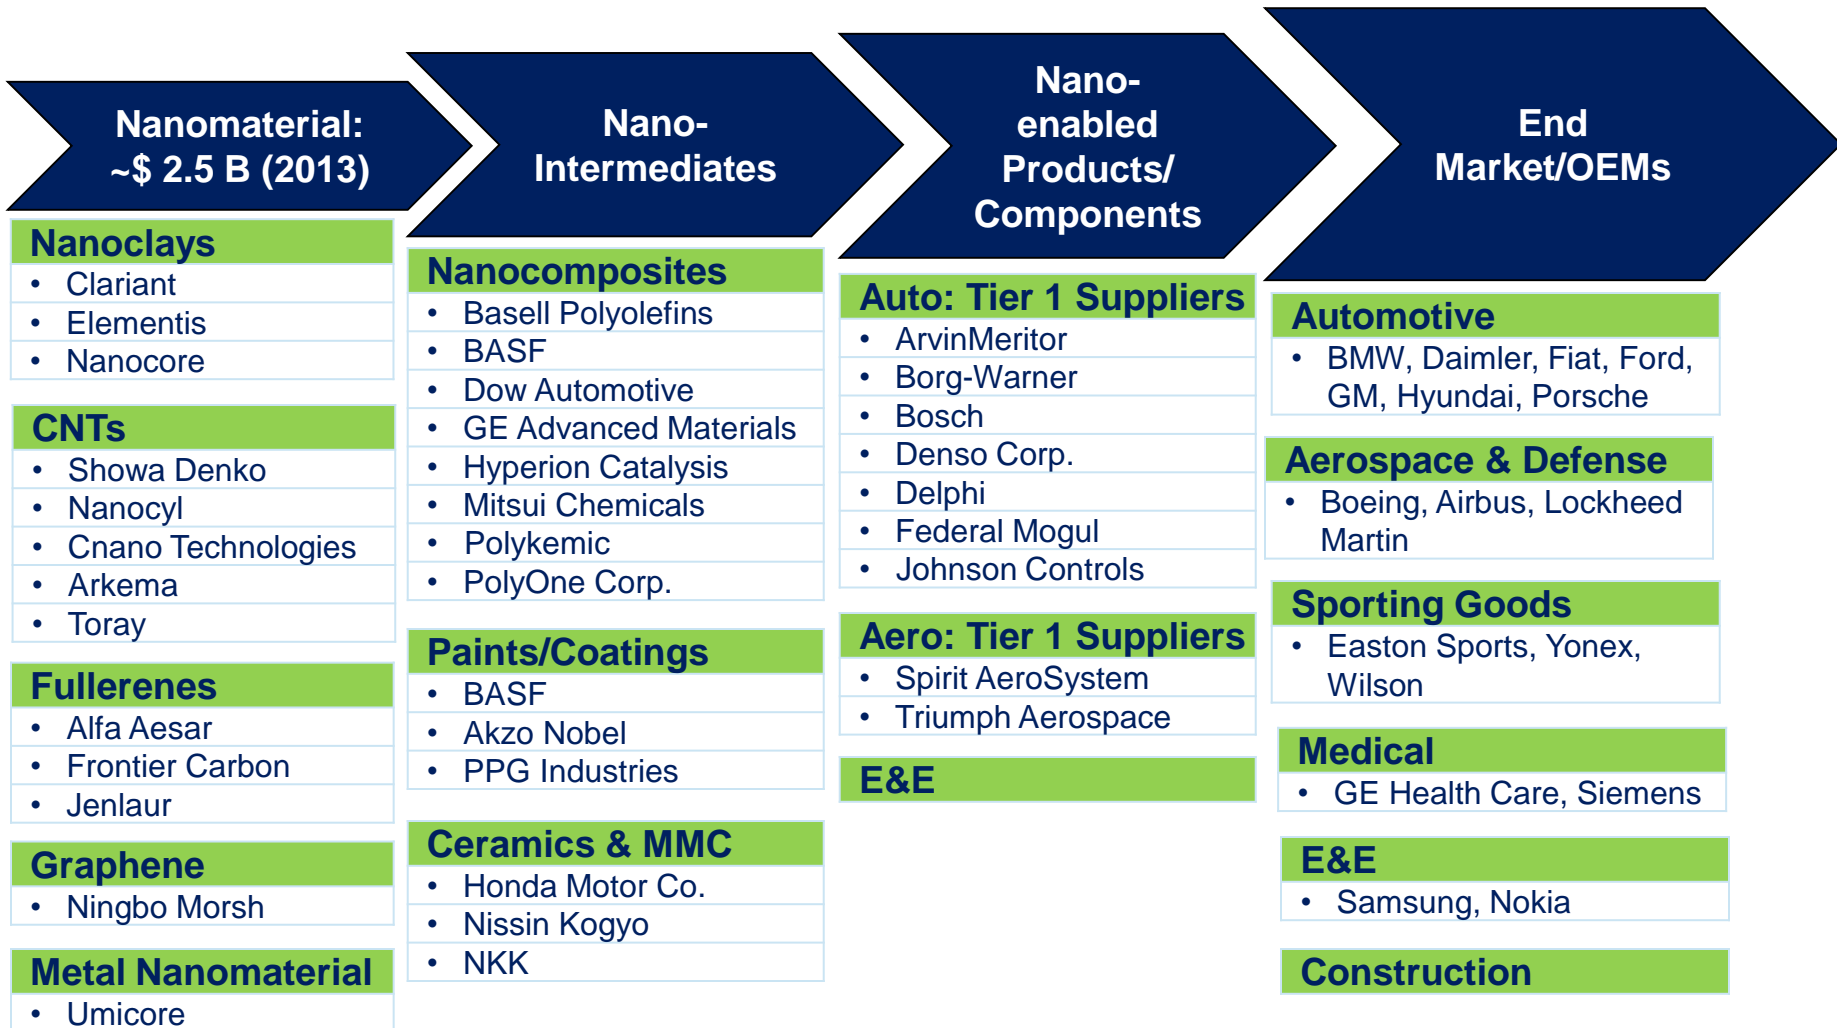 Nanomaterial:
~$ 2.5 B (2013)
Nanoclays
• Clariant
• Elementis
• Nanocore
CNTs
• Showa Denko
• Nanocyl
• Cnano Technologies
• Arkema
• Toray
Fullerenes
• Alfa Aesar
• Frontier Carbon
• Jenlaur
Graphene
• Ningbo Morsh
Metal Nanomaterial
• Umicore
Nano-
Intermediates
Nanocomposites
• Basell Polyolefins
• BASF
• Dow Automotive
• GE Advanced Materials
• Hyperion Catalysis
• Mitsui Chemicals
• Polykemic
• PolyOne Corp.
Paints/Coatings
• BASF
• Akzo Nobel
• PPG Industries
Ceramics & MMC
• Honda Motor Co.
• Nissin Kogyo
• NKK
Nano-
enabled
Products/
Components
Auto: Tier 1 Suppliers
• ArvinMeritor
• Borg-Warner
• Bosch
• Denso Corp.
• Delphi
• Federal Mogul
• Johnson Controls
Aero: Tier 1 Suppliers
• Spirit AeroSystem
• Triumph Aerospace
E&E
End
Market/OEMs
Automotive
• BMW, Daimler, Fiat, Ford,
GM, Hyundai, Porsche
Aerospace & Defense
• Boeing, Airbus, Lockheed
Martin
Sporting Goods
• Easton Sports, Yonex,
Wilson
Medical
• GE Health Care, Siemens
E&E
• Samsung, Nokia
Construction